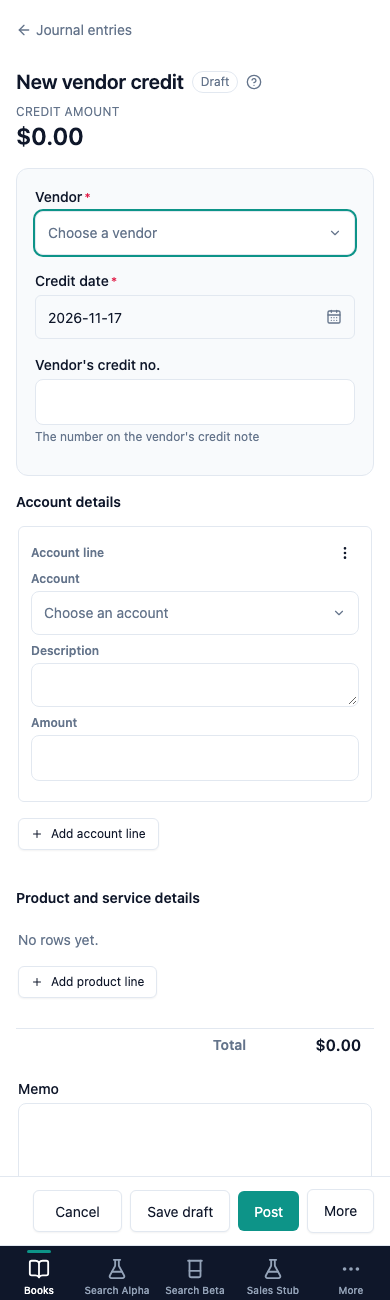 Journal entries
New vendor credit Draft
CREDIT AMOUNT
$0.00
Vendor *
Choose a vendor
Credit date *
2026-11-17
Vendor's credit no.
The number on the vendor's credit note
Account details
Account line
Account
Choose an account
Description
Amount
Add account line
Product and service details
No rows yet.
Add product line
Total $0.00
Memo
Cancel Save draft Post More
Books Search Alpha Search Beta Sales Stub More